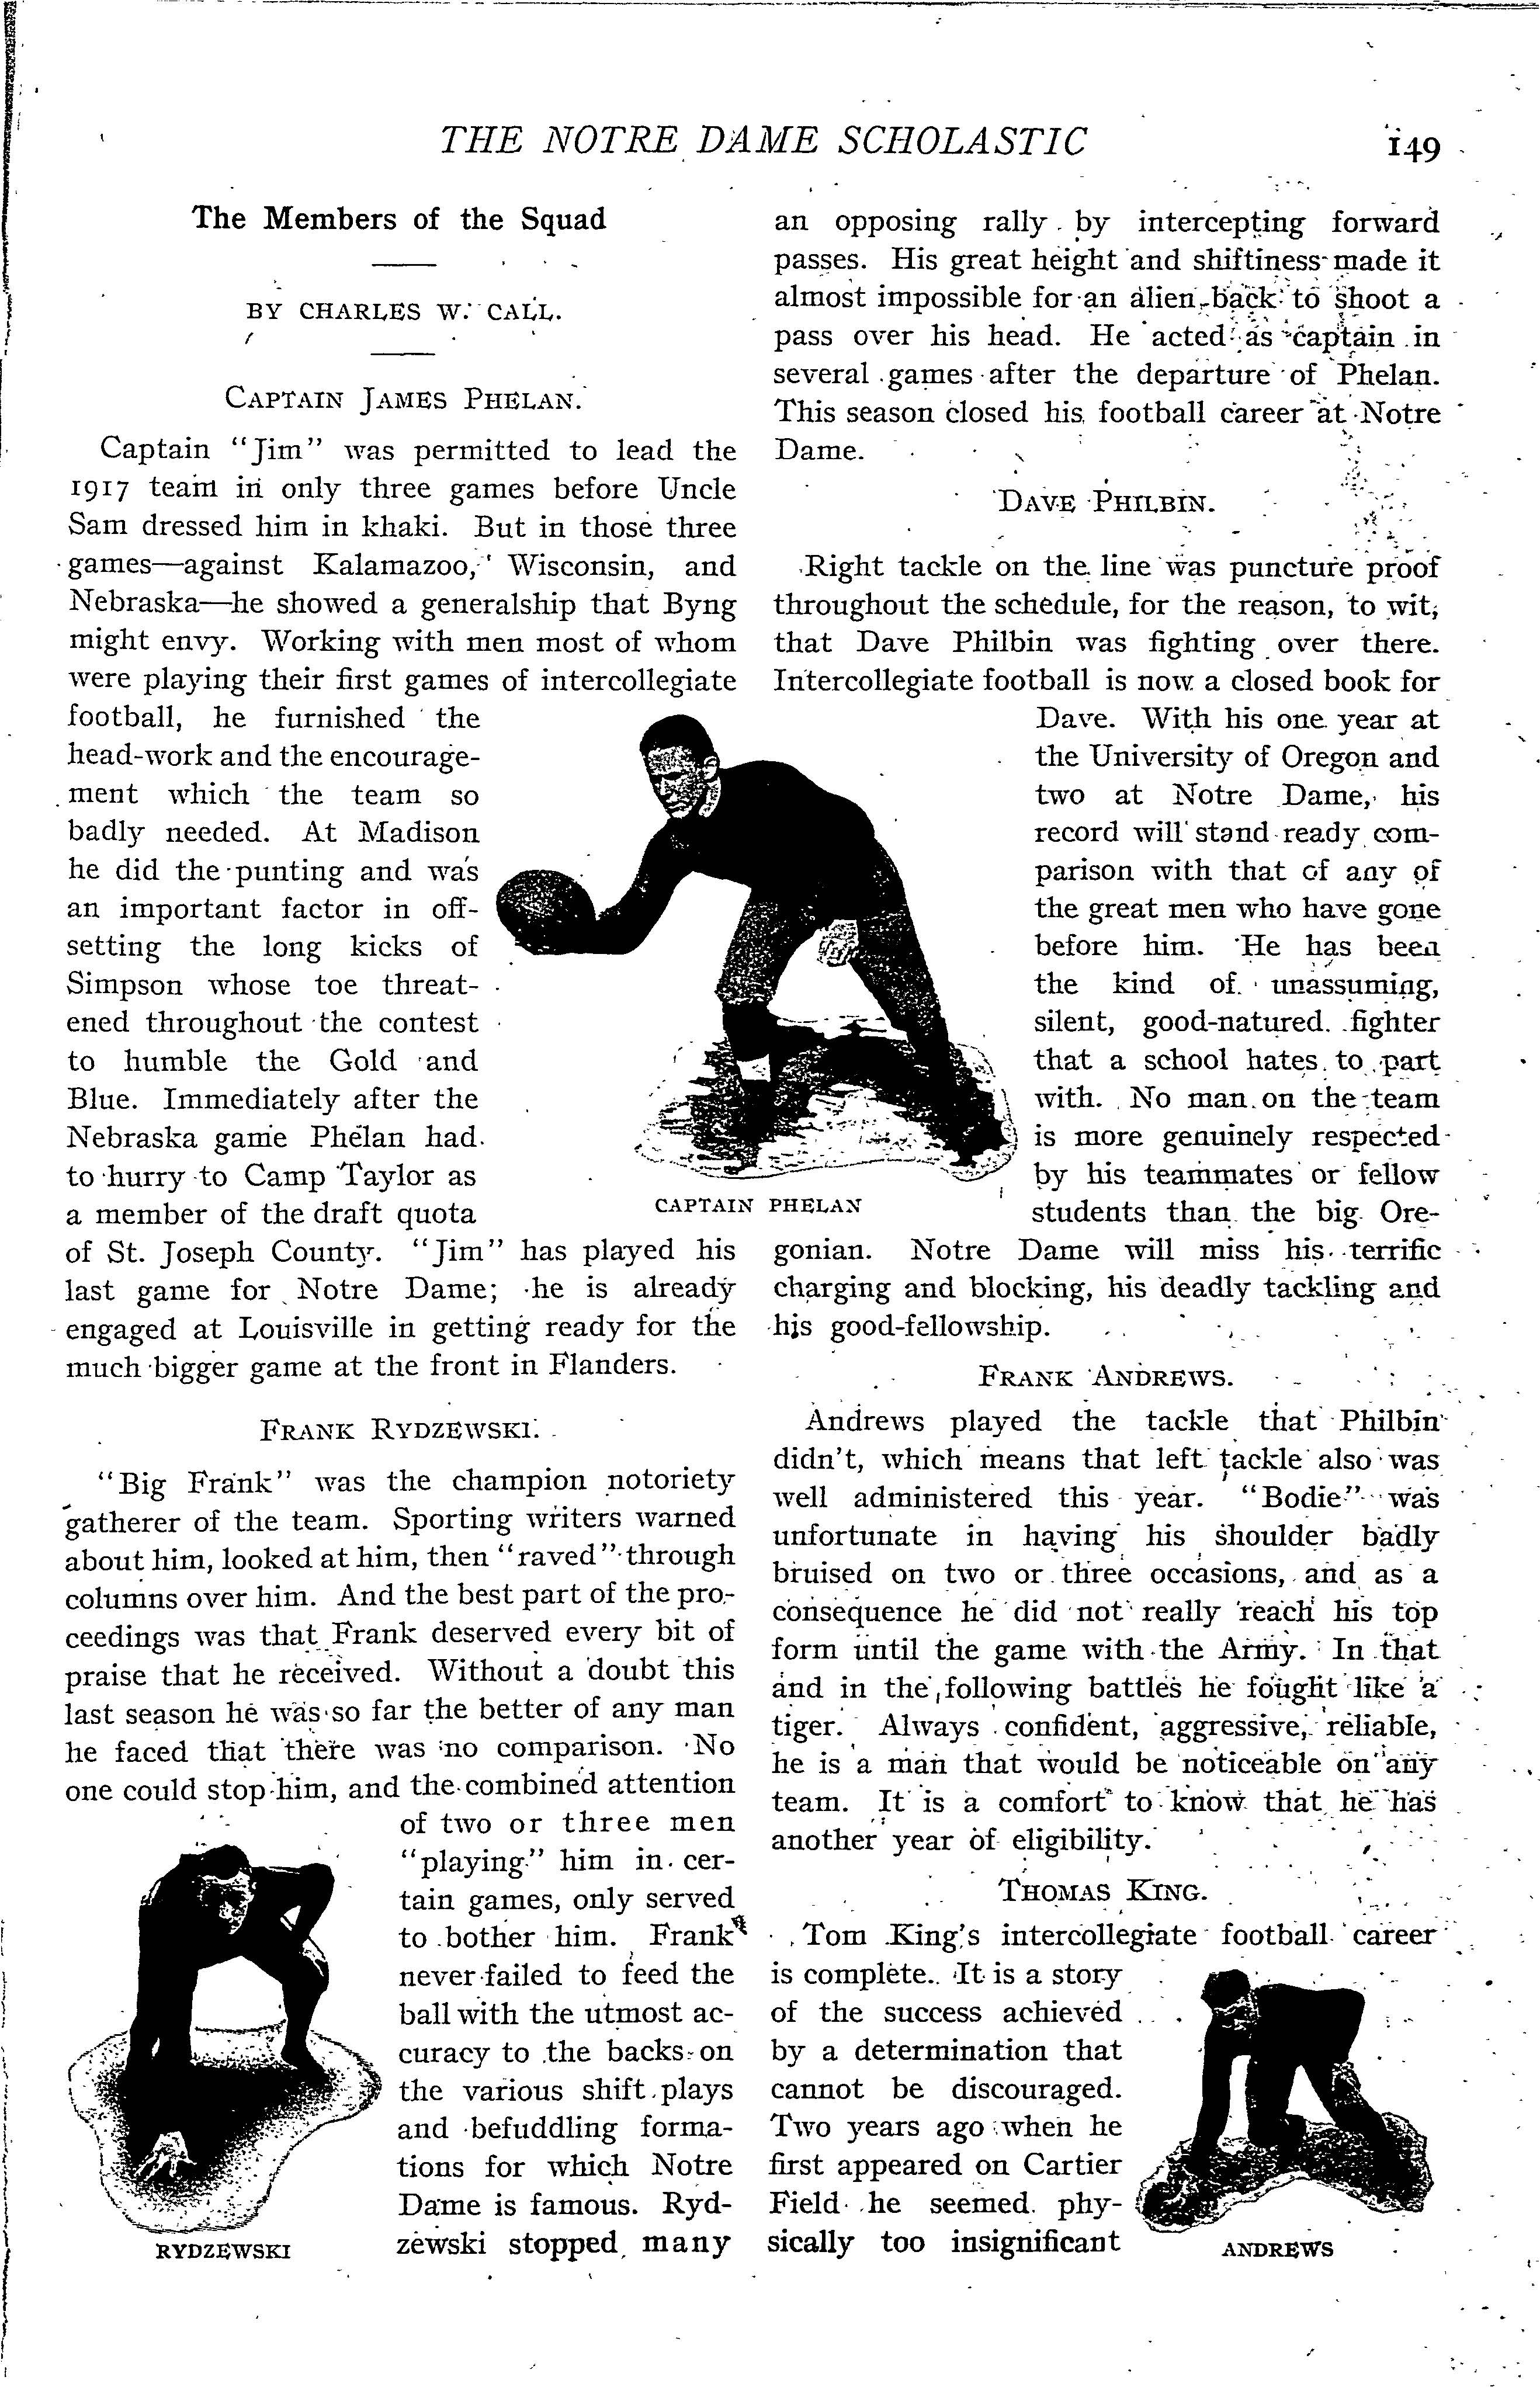 THE NOTRE DAME SCHOLASTIC 149
The Members of the Squad
BY CHARLES W. CALL.
CAPTAIN JAMES PHELAN.
Captain "Jim" was permitted to lead the
1917 team in only three games before Uncle
Sam dressed him in khaki. But in those three
games—against Kalamazoo, Wisconsin, and
Nebraska—he showed a generalship that Byng
might envy. Working with men most of whom
were playing their first games of intercollegiate
football, he furnished the
head-work and the encourage-
ment which the team so
badly needed. At Madison
he did the punting and was
an important factor in off-
setting the long kicks of
Simpson whose toe threat-
ened throughout the contest
to humble the Gold and
Blue. Immediately after the
Nebraska game Phelan had
to hurry to Camp Taylor as
a member of the draft quota
of St. Joseph County. "Jim" has played his
last game for Notre Dame; he is already
engaged at Louisville in getting ready for the
much bigger game at the front in Flanders.
CAPTAIN PHELAN
FRANK RYDZEWSKI.
"Big Frank" was the champion notoriety
gatherer of the team. Sporting writers warned
about him, looked at him, then "raved" through
columns over him. And the best part of the pro-
ceedings was that Frank deserved every bit of
praise that he received. Without a doubt this
last season he was so far the better of any man
he faced that there was no comparison. No
one could stop him, and the combined attention
of two or three men
"playing" him in cer-
tain games, only served
to bother him. Frank
never failed to feed the
ball with the utmost ac-
curacy to the backs on
the various shift plays
and befuddling forma-
tions for which Notre
Dame is famous. Ryd-
zewski stopped many
RYDZEWSKI
an opposing rally by intercepting forward
passes. His great height and shiftiness made it
almost impossible for an alien back to shoot a
pass over his head. He acted as captain in
several games after the departure of Phelan.
This season closed his football career at Notre
Dame.
DAVE PHILBIN.
Right tackle on the line was puncture proof
throughout the schedule, for the reason, to wit,
that Dave Philbin was fighting over there.
Intercollegiate football is now a closed book for
Dave. With his one year at
the University of Oregon and
two at Notre Dame, his
record will stand ready com-
parison with that of any of
the great men who have gone
before him. He has been
the kind of unassuming,
silent, good-natured fighter
that a school hates to part
with. No man on the team
is more genuinely respected
by his teammates or fellow
students than the big Ore-
gonian. Notre Dame will miss his terrific
charging and blocking, his deadly tackling and
his good-fellowship.
FRANK ANDREWS.
Andrews played the tackle that Philbin
didn't, which means that left tackle also was
well administered this year. "Bodie" was
unfortunate in having his shoulder badly
bruised on two or three occasions, and as a
consequence he did not really reach his top
form until the game with the Army. In that
and in the following battles he fought like a
tiger. Always confident, aggressive, reliable,
he is a man that would be noticeable on any
team. It is a comfort to know that he has
another year of eligibility.
THOMAS KING.
Tom King's intercollegiate football career
is complete. It is a story
of the success achieved
by a determination that
cannot be discouraged.
Two years ago when he
first appeared on Cartier
Field he seemed phy-
sically too insignificant
ANDREWS